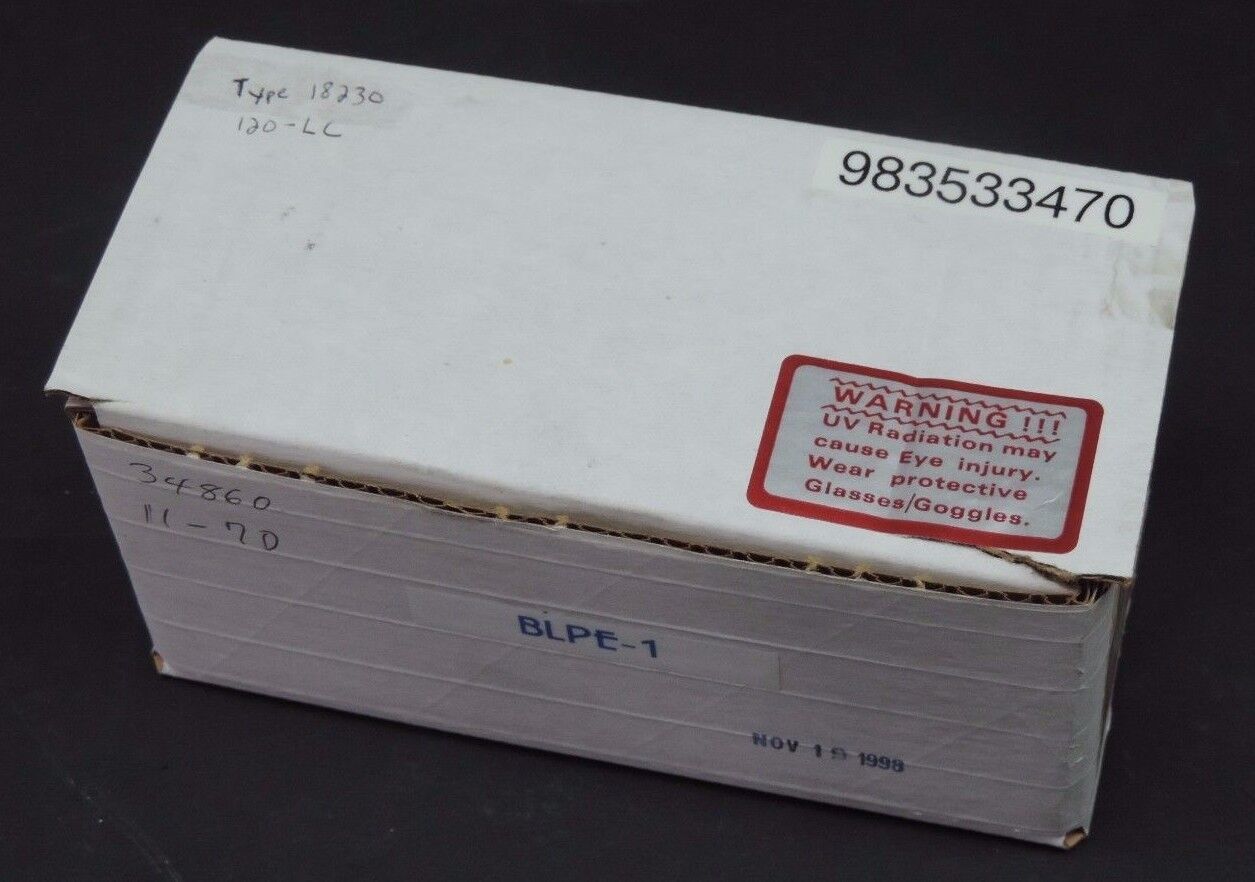 Type 18230
120-LC
983533470
WARNING !!!
UV Radiation may
cause Eye injury.
Wear protective
Glasses/Goggles.
34860
11-70
BLPE-1
NOV 19 1998